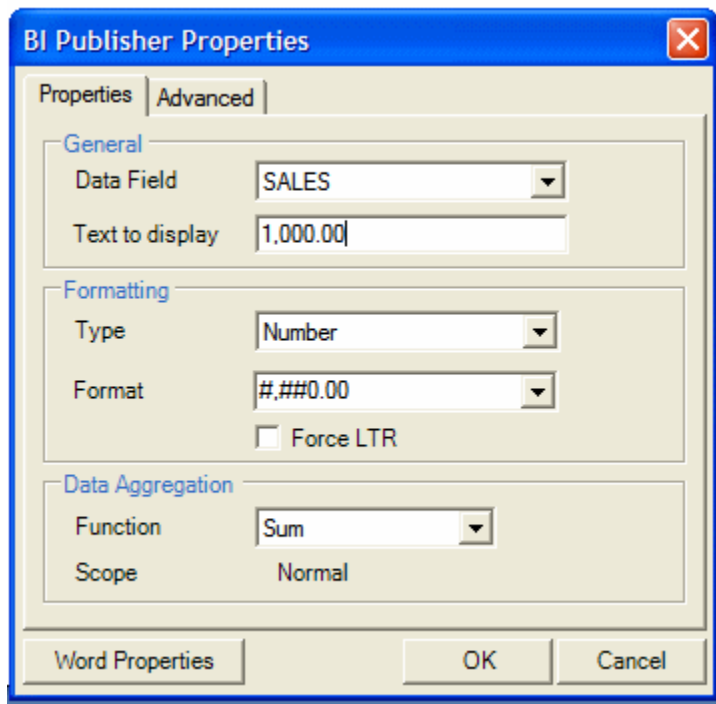 BI Publisher Properties
Properties Advanced
General
Data Field SALES
Text to display 1,000.00
Formatting
Type Number
Format #,##0.00
Force LTR
Data Aggregation
Function Sum
Scope Normal
Word Properties OK Cancel